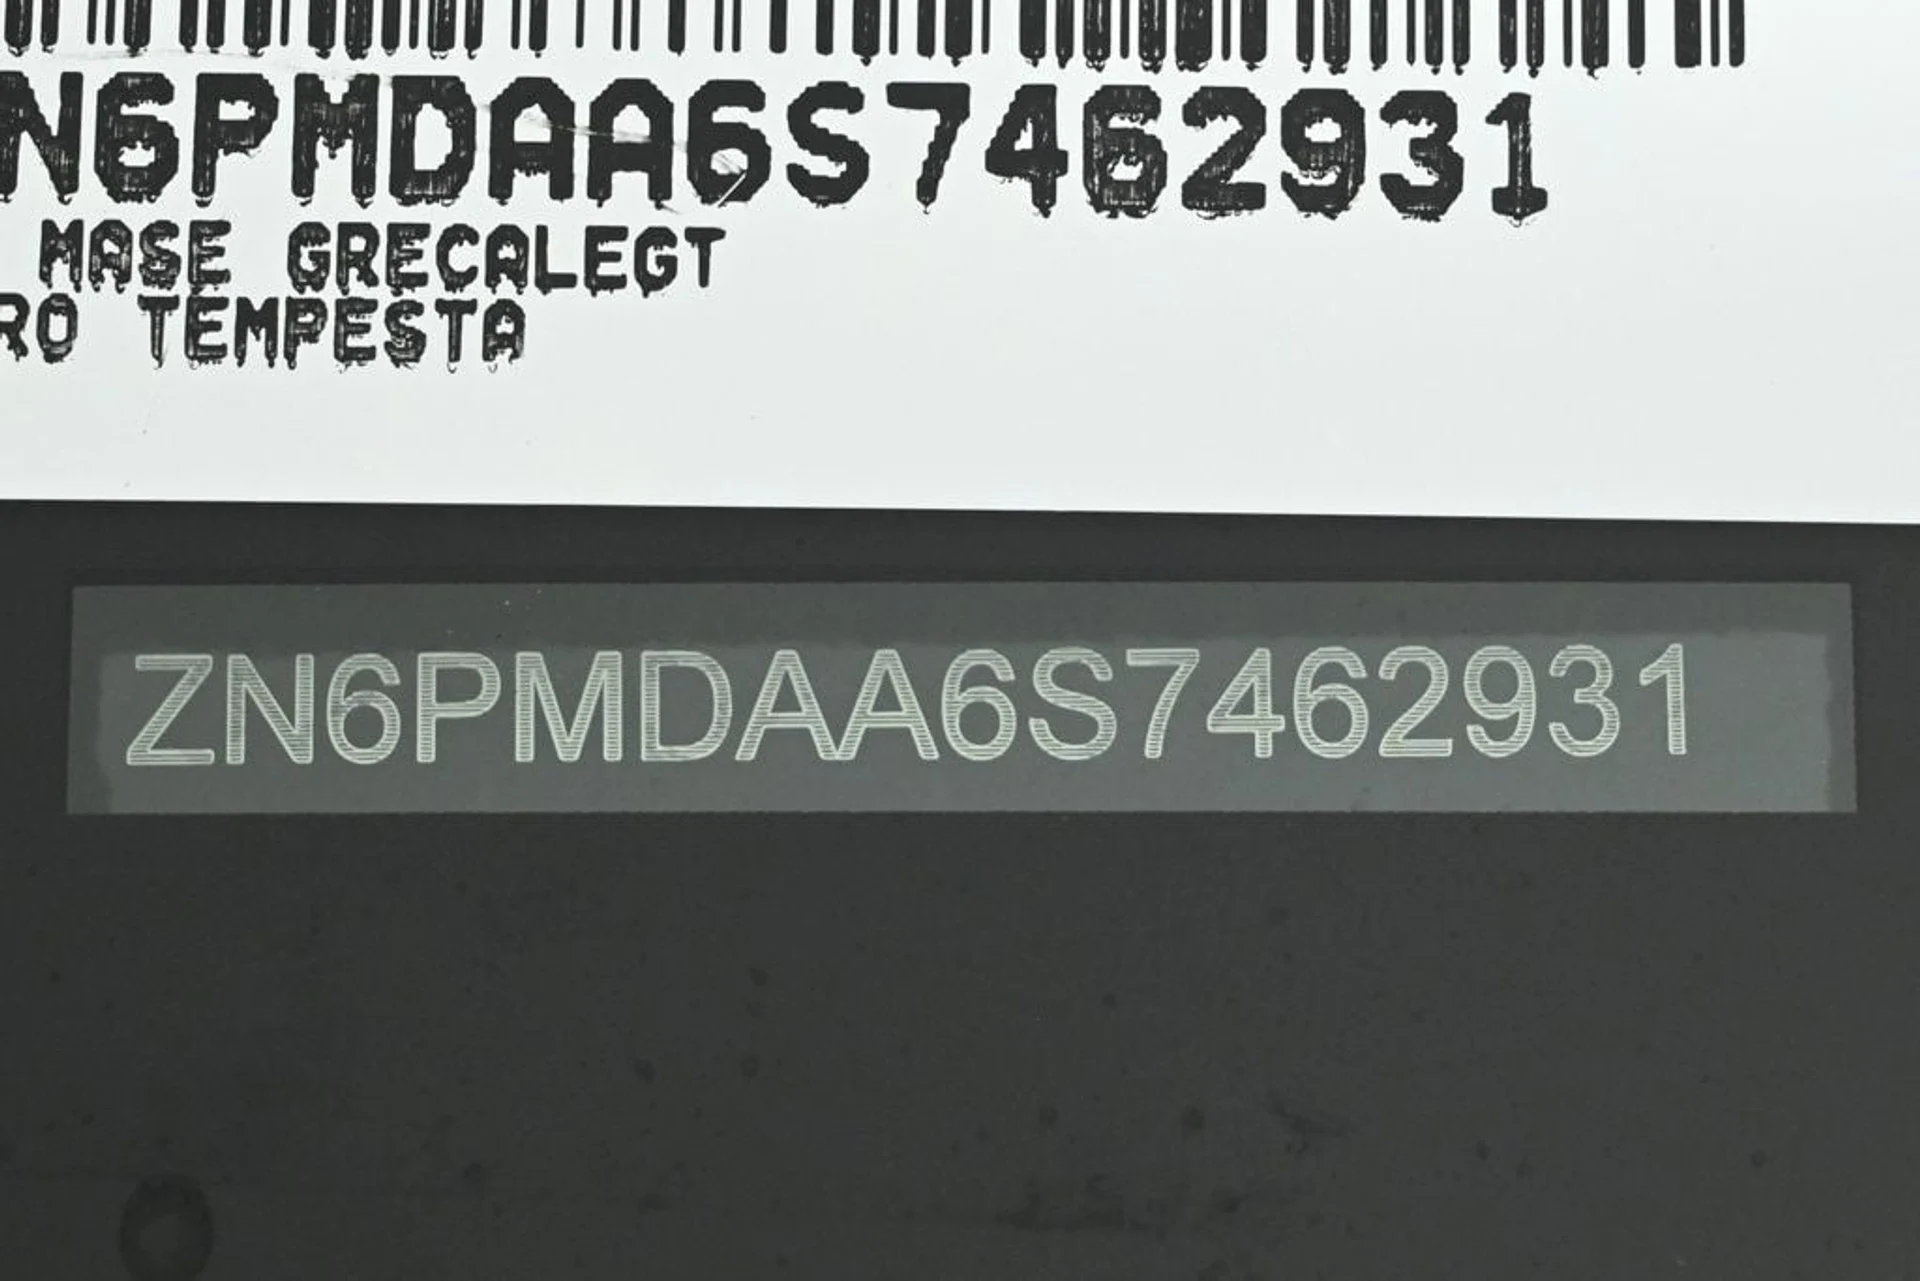 N6PMDAA6S7462931
MASE GRECALEGT
RO TEMPESTA
ZN6PMDAA6S7462931